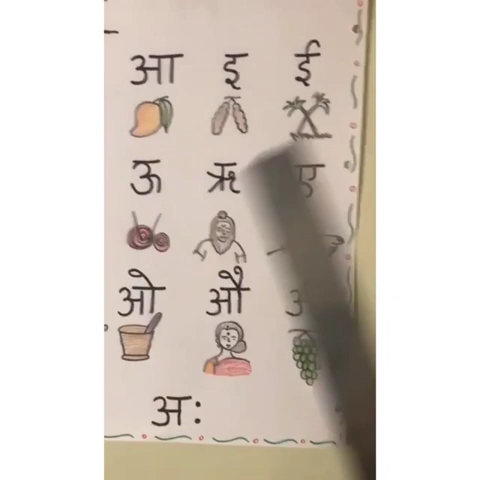 आ इ ई
ऊ ऋ ए
ओ औ
अः